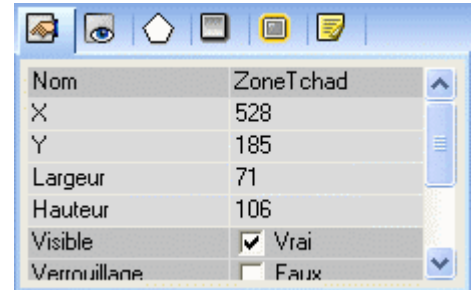 Nom ZoneTchad
X 528
Y 185
Largeur 71
Hauteur 106
Visible Vrai
Verrouillage Faux